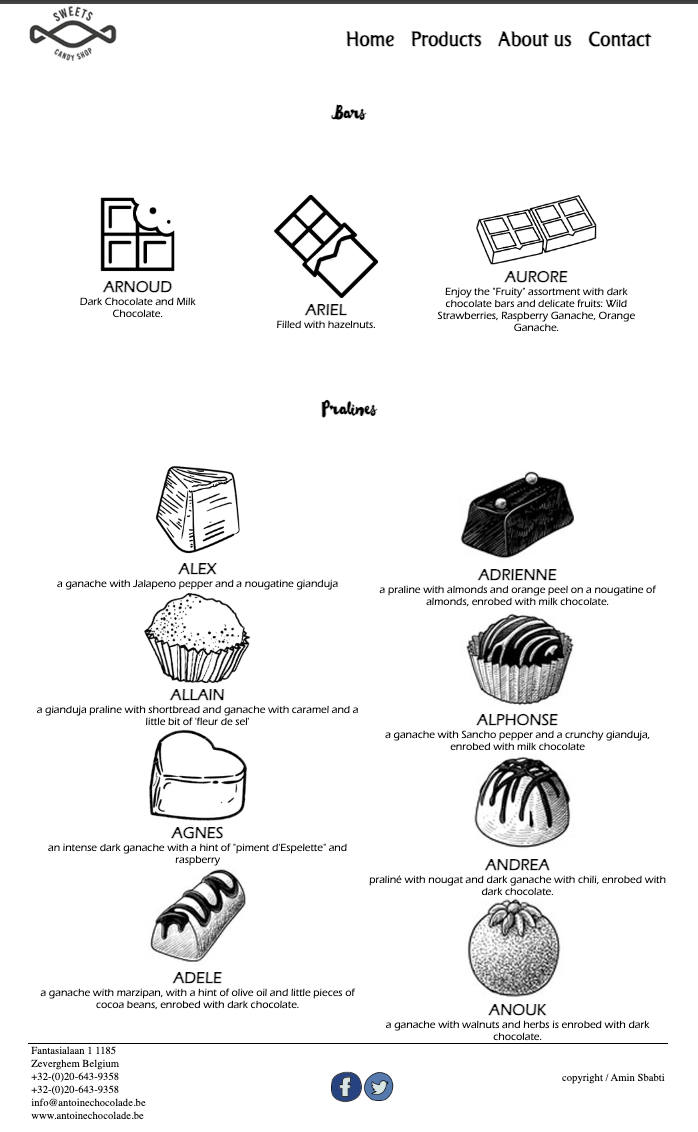 SWEETS
CANDY SHOP
Home Products About us Contact
Bars
ARNOUD
Dark Chocolate and Milk
Chocolate.
ARIEL
Filled with hazelnuts.
AURORE
Enjoy the "Fruity" assortment with dark
chocolate bars and delicate fruits: Wild
Strawberries, Raspberry Ganache, Orange
Ganache.
Pralines
ALEX
a ganache with Jalapeno pepper and a nougatine gianduja
ADRIENNE
a praline with almonds and orange peel on a nougatine of
almonds, enrobed with milk chocolate.
ALLAIN
a gianduja praline with shortbread and ganache with caramel and a
little bit of 'fleur de sel'
ALPHONSE
a ganache with Sancho pepper and a crunchy gianduja,
enrobed with milk chocolate
AGNES
an intense dark ganache with a hint of "piment d'Espelette" and
raspberry
ANDREA
praliné with nougat and dark ganache with chili, enrobed with
dark chocolate.
ADELE
a ganache with marzipan, with a hint of olive oil and little pieces of
cocoa beans, enrobed with dark chocolate.
ANOUK
a ganache with walnuts and herbs is enrobed with dark
chocolate.
Fantasialaan 1 1185
Zeverghem Belgium
+32-(0)20-643-9358
+32-(0)20-643-9358
info@antoinechocolade.be
www.antoinechocolade.be
copyright / Amin Sbabti